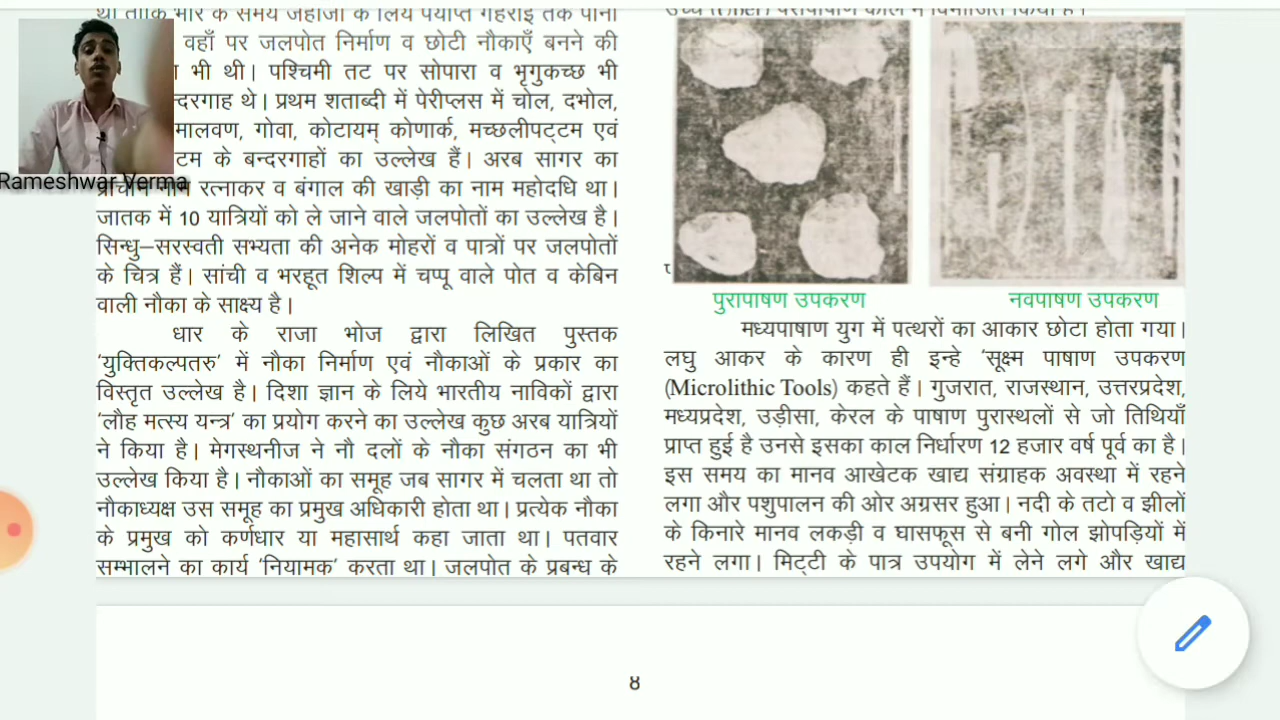 था ताकि भार के समय जहाजों के लिये पर्याप्त गहराई तक पानी
वहाँ पर जलपोत निर्माण व छोटी नौकाएँ बनने की
भी थी। पश्चिमी तट पर सोपारा व भृगुकच्छ भी
न्दरगाह थे। प्रथम शताब्दी में पेरीप्लस में चोल, दभोल,
मालवण, गोवा, कोटायम् कोणार्क, मच्छलीपट्टम एवं
टम के बन्दरगाहों का उल्लेख हैं। अरब सागर का
Rameshwar Verma
प्राचीन नाम रत्नाकर व बंगाल की खाड़ी का नाम महोदधि था।
जातक में 10 यात्रियों को ले जाने वाले जलपोतों का उल्लेख है।
सिन्धु–सरस्वती सभ्यता की अनेक मोहरों व पात्रों पर जलपोतों
के चित्र हैं। सांची व भरहूत शिल्प में चप्पू वाले पोत व केबिन
वाली नौका के साक्ष्य है।
धार के राजा भोज द्वारा लिखित पुस्तक
'युक्तिकल्पतरु' में नौका निर्माण एवं नौकाओं के प्रकार का
विस्तृत उल्लेख है। दिशा ज्ञान के लिये भारतीय नाविकों द्वारा
'लौह मत्स्य यन्त्र' का प्रयोग करने का उल्लेख कुछ अरब यात्रियों
ने किया है। मेगस्थनीज ने नौ दलों के नौका संगठन का भी
उल्लेख किया है। नौकाओं का समूह जब सागर में चलता था तो
नौकाध्यक्ष उस समूह का प्रमुख अधिकारी होता था। प्रत्येक नौका
के प्रमुख को कर्णधार या महासार्थ कहा जाता था। पतवार
सम्भालने का कार्य 'नियामक' करता था। जलपोत के प्रबन्ध के
उच्च (Upper) पुरापाषाण काल में विभाजित किया है।
पुरापाषण उपकरण
नवपाषण उपकरण
मध्यपाषाण युग में पत्थरों का आकार छोटा होता गया।
लघु आकर के कारण ही इन्हे 'सूक्ष्म पाषाण उपकरण
(Microlithic Tools) कहते हैं। गुजरात, राजस्थान, उत्तरप्रदेश,
मध्यप्रदेश, उड़ीसा, केरल के पाषाण पुरास्थलों से जो तिथियाँ
प्राप्त हुई है उनसे इसका काल निर्धारण 12 हजार वर्ष पूर्व का है।
इस समय का मानव आखेटक खाद्य संग्राहक अवस्था में रहने
लगा और पशुपालन की ओर अग्रसर हुआ। नदी के तटो व झीलों
के किनारे मानव लकड़ी व घासफूस से बनी गोल झोपड़ियों में
रहने लगा। मिट्टी के पात्र उपयोग में लेने लगे और खाद्य
8